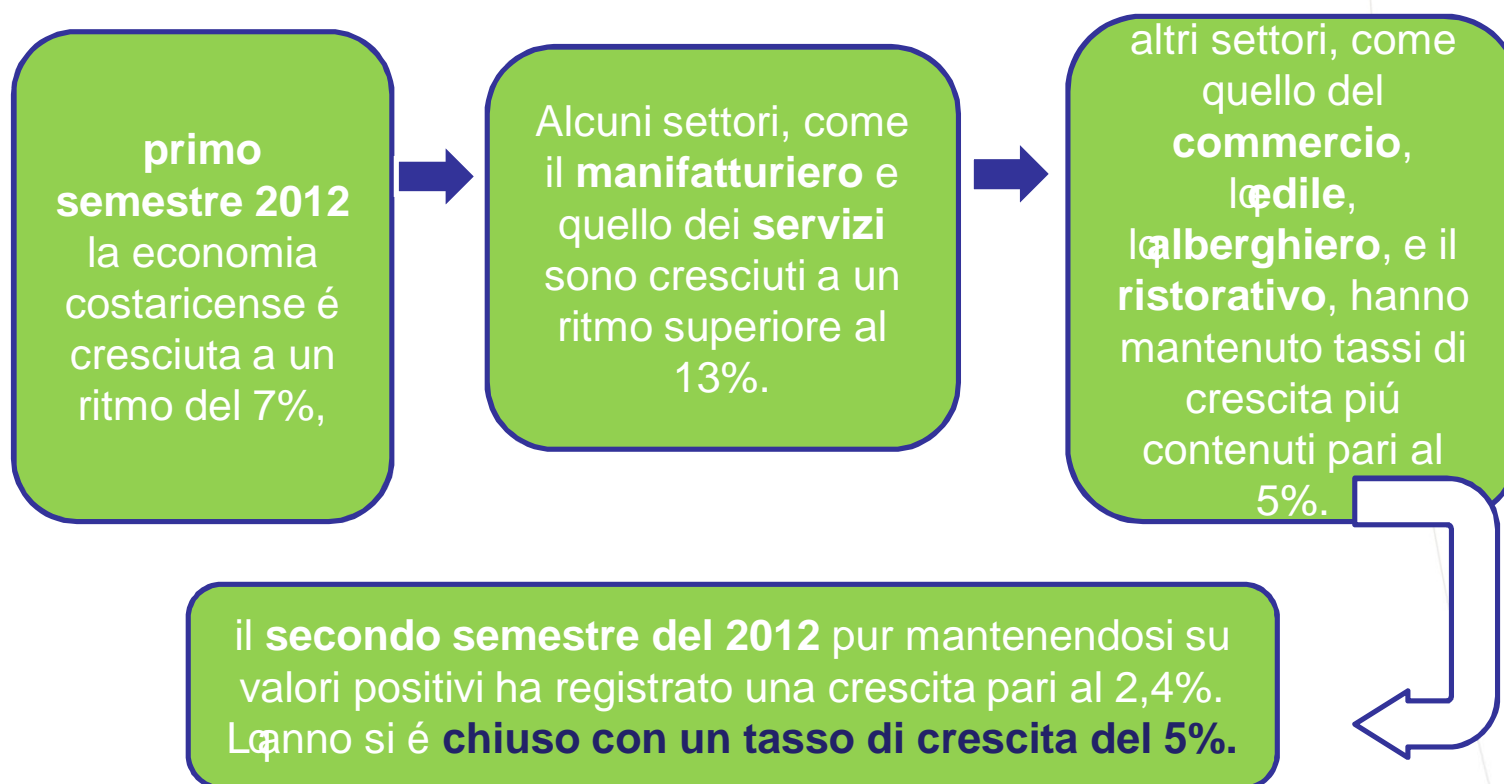 primo
semestre 2012
la economia
costaricense é
cresciuta a un
ritmo del 7%,
Alcuni settori, come
il manifatturiero e
quello dei servizi
sono cresciuti a un
ritmo superiore al
13%.
altri settori, come
quello del
commercio,
lqedile,
lqalberghiero, e il
ristorativo, hanno
mantenuto tassi di
crescita piú
contenuti pari al
5%.
il secondo semestre del 2012 pur mantenendosi su
valori positivi ha registrato una crescita pari al 2,4%.
Lqanno si é chiuso con un tasso di crescita del 5%.